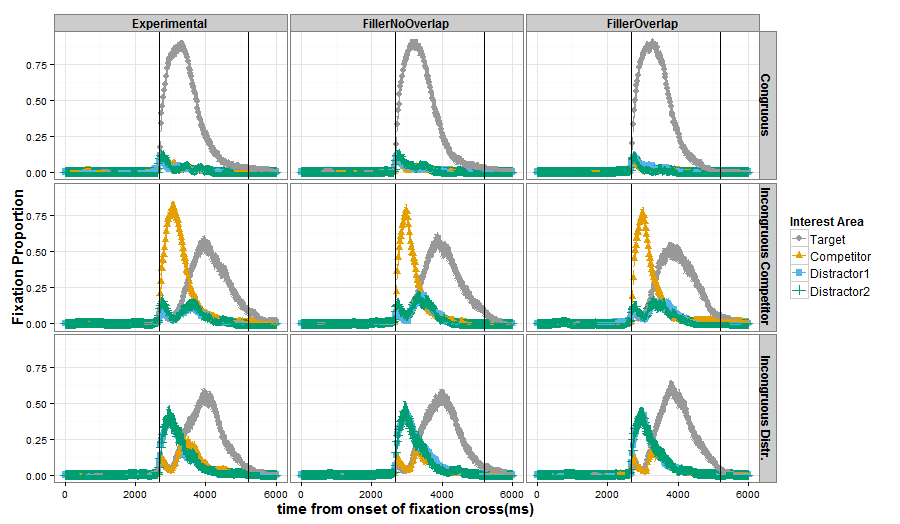 Experimental FillerNoOverlap FillerOverlap
0.75
0.50
0.25
0.00
Congruous
0.75
0.50
0.25
0.00
Incongruous Competitor
0.75
0.50
0.25
0.00
Incongruous Distr.
Fixation Proportion
0 2000 4000 6000 0 2000 4000 6000 0 2000 4000 6000
time from onset of fixation cross(ms)
Interest Area
Target
Competitor
Distractor1
Distractor2